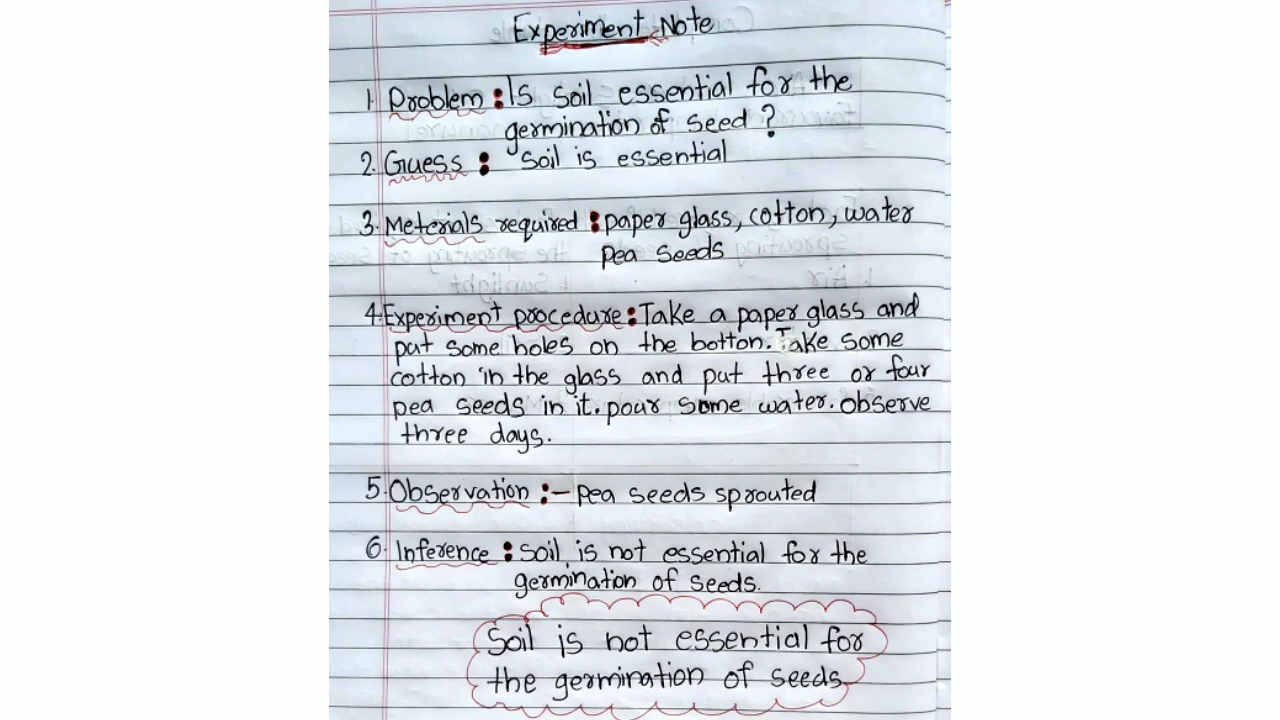 Experiment Note
1. Problem : Is soil essential for the
germination of seed ?
2. Guess : Soil is essential
3. Meterials required : paper glass, cotton, water
pea seeds
4. Experiment procedure : Take a paper glass and
put some holes on the botton. Take some
cotton in the glass and put three or four
pea seeds in it. pour some water. observe
three days.
5. Observation :- pea seeds sprouted
6. Inference : soil is not essential for the
germination of seeds.
Soil is not essential for
the germination of seeds